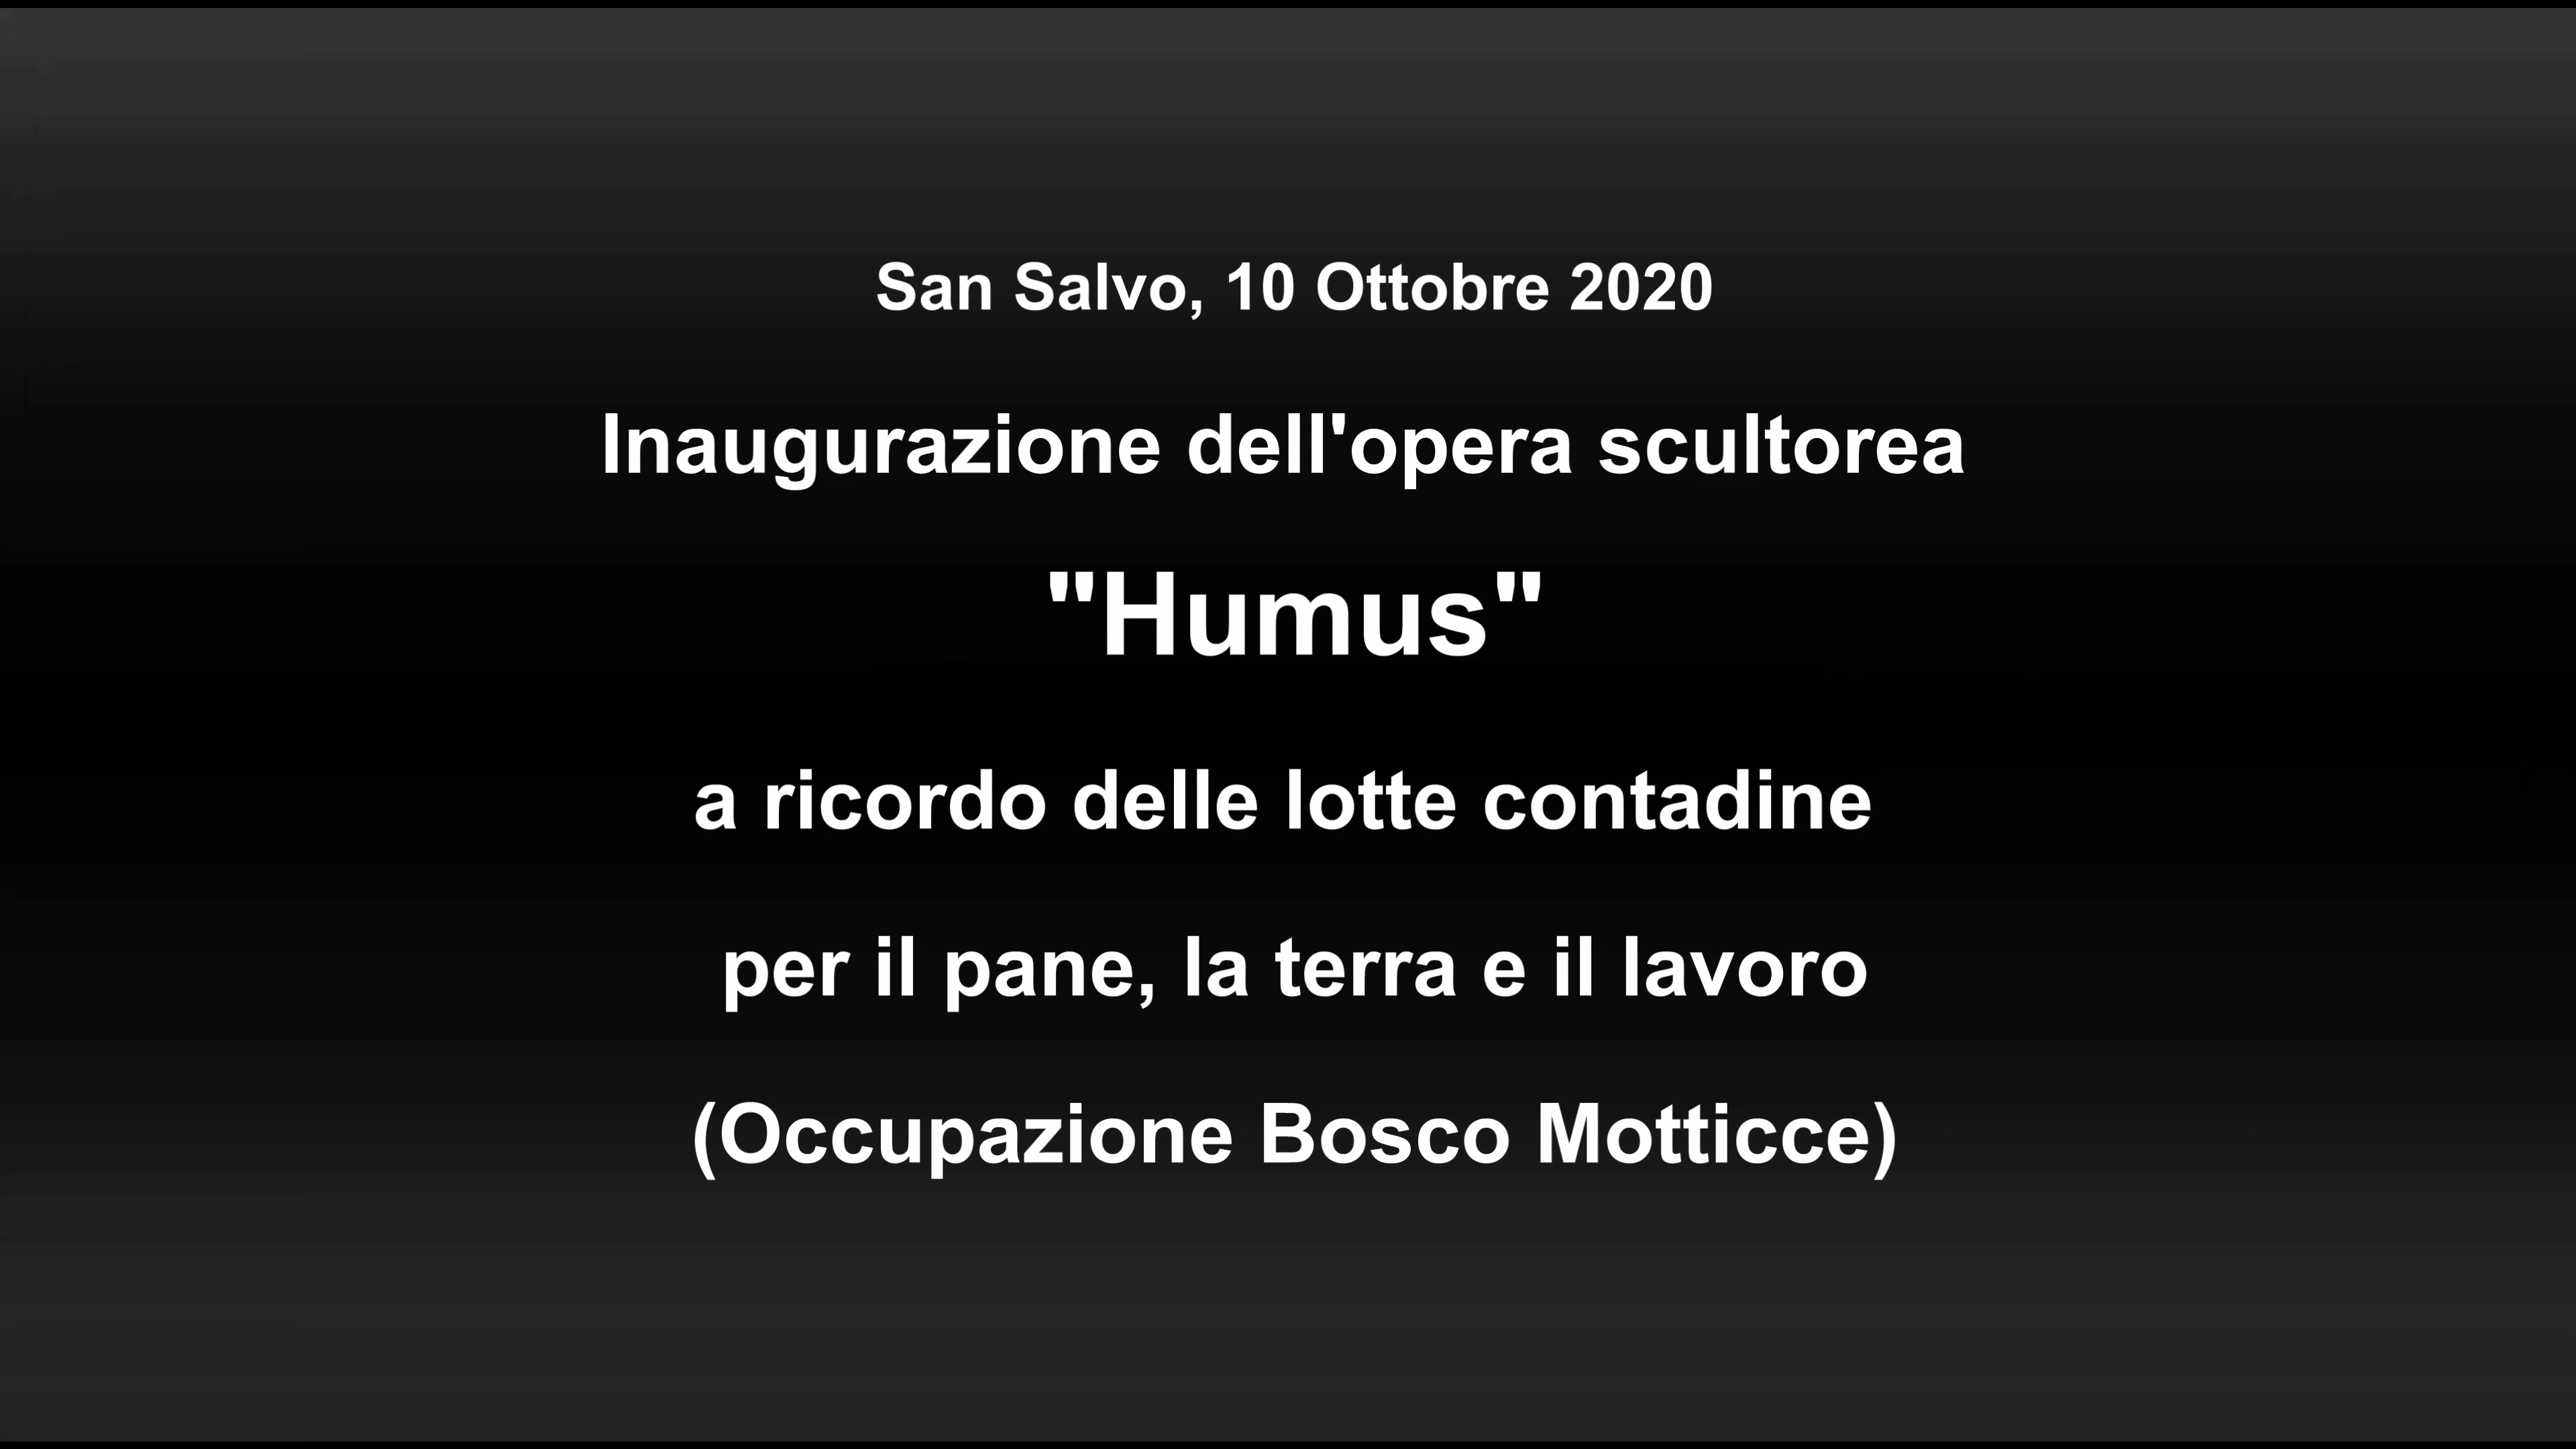 San Salvo, 10 Ottobre 2020
Inaugurazione dell'opera scultorea
"Humus"
a ricordo delle lotte contadine
per il pane, la terra e il lavoro
(Occupazione Bosco Motticce)